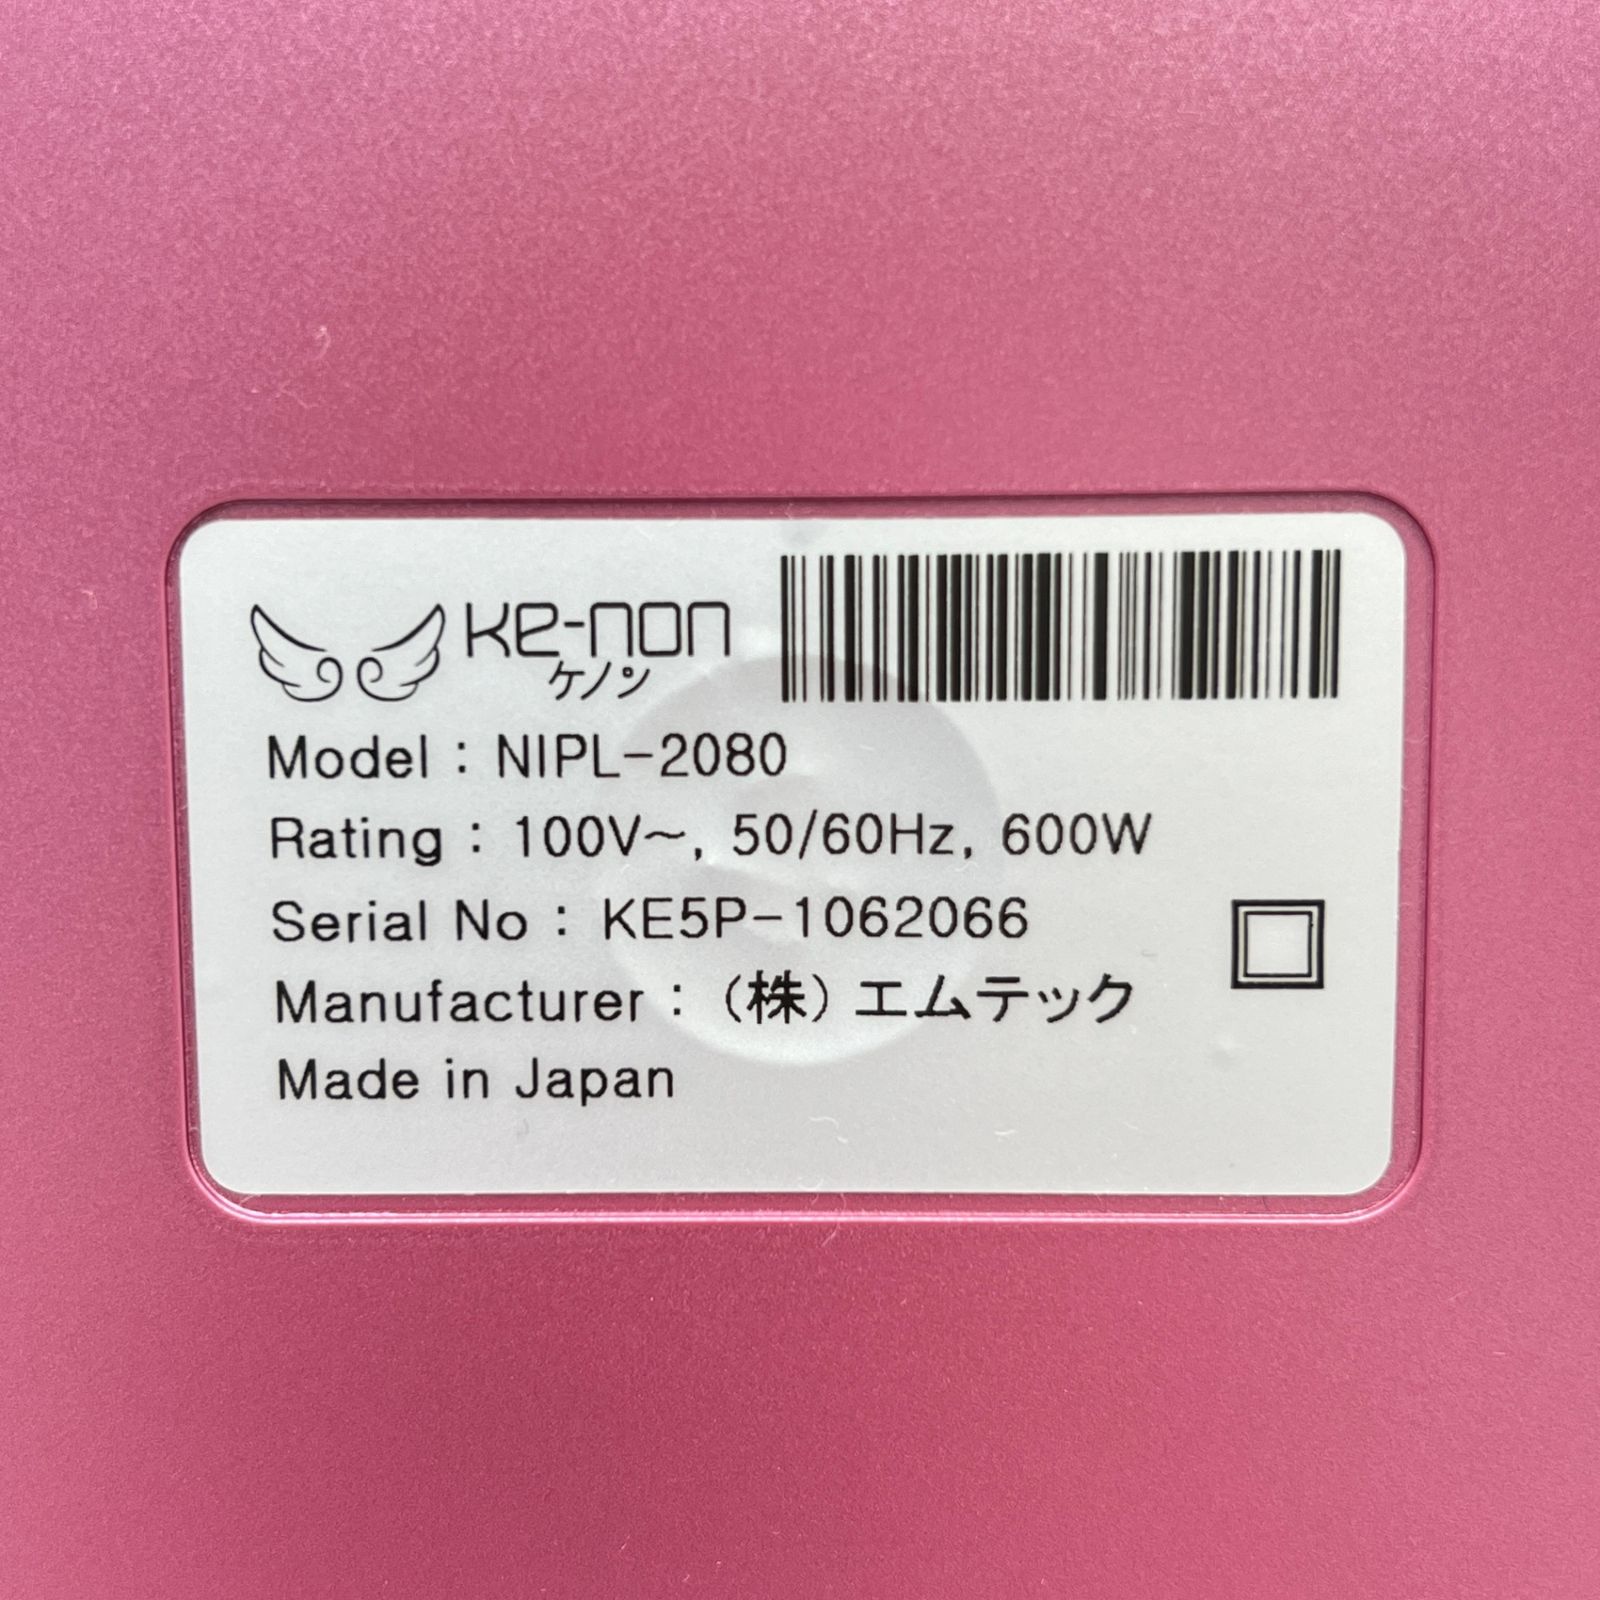 ke-non
ケノン
Model : NIPL-2080
Rating : 100V~, 50/60Hz, 600W
Serial No : KE5P-1062066
Manufacturer : (株) エムテック
Made in Japan